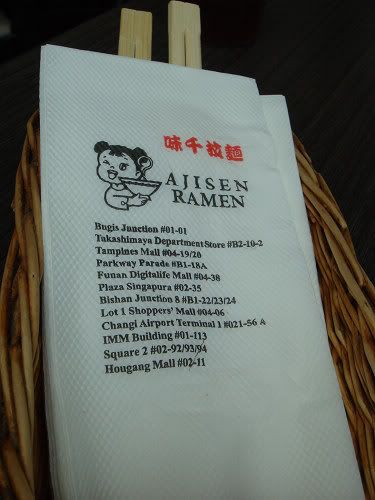 味千拉麺
AJISEN
RAMEN
Bugis Junction #01-01
Takashimaya Department Store #B2-10-2
Tampines Mall #04-19/20
Parkway Parade #B1-18A
Funan Digitalife Mall #04-38
Plaza Singapura #02-35
Bishan Junction 8 #B1-22/23/24
Lot 1 Shoppers' Mall #04-06
Changi Airport Terminal 1 #021-56 A
IMM Building #01-113
Square 2 #02-92/93/94
Hougang Mall #02-11